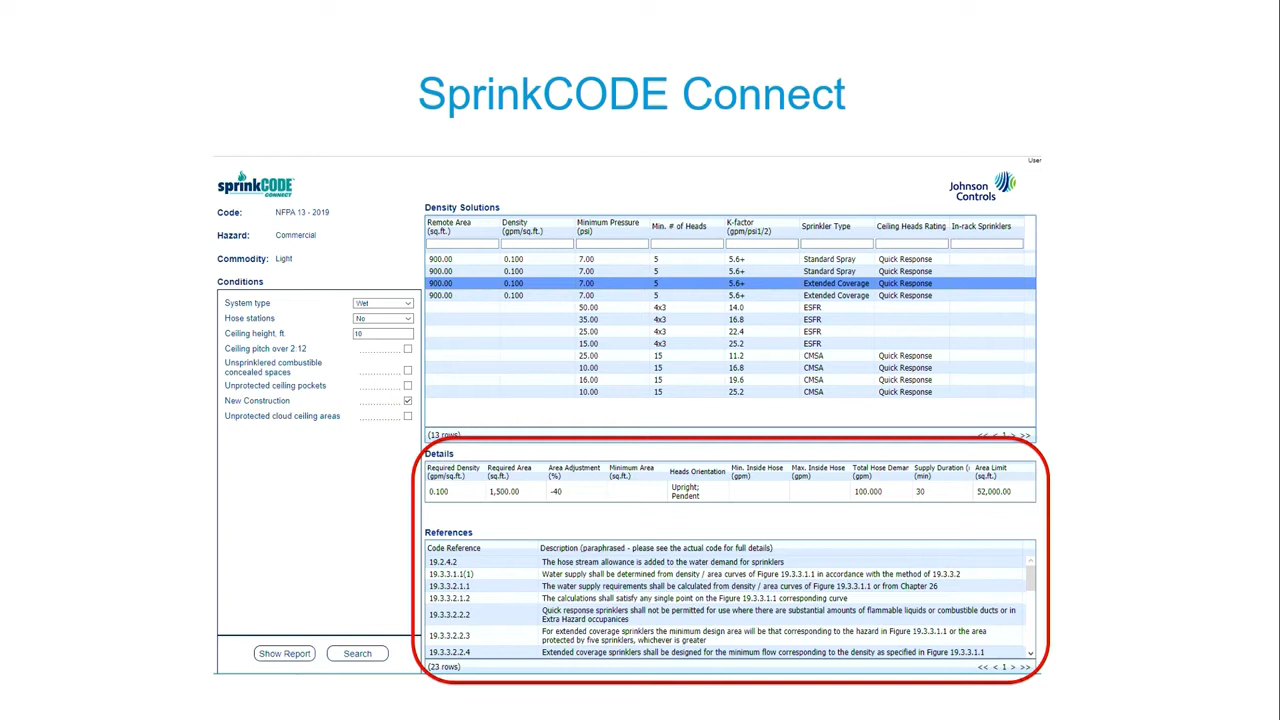 SprinkCODE Connect
User
sprinkCODE
CONNECT
Johnson
Controls
Code: NFPA 13 - 2019
Hazard: Commercial
Commodity: Light
Conditions
System type Wet
Hose stations No
Ceiling height, ft. 10
Ceiling pitch over 2:12
Unsprinklered combustible
concealed spaces
Unprotected ceiling pockets
New Construction
Unprotected cloud ceiling areas
Show Report Search
Density Solutions
Remote Area
(sq.ft.)
Density
(gpm/sq.ft.)
Minimum Pressure
(psi)
Min. # of Heads
K-factor
(gpm/psi1/2)
Sprinkler Type
Ceiling Heads Rating
In-rack Sprinklers
900.00 0.100 7.00 5 5.6+ Standard Spray Quick Response
900.00 0.100 7.00 5 5.6+ Standard Spray Quick Response
900.00 0.100 7.00 5 5.6+ Extended Coverage Quick Response
900.00 0.100 7.00 5 5.6+ Extended Coverage Quick Response
50.00 4x3 14.0 ESFR
35.00 4x3 16.8 ESFR
25.00 4x3 22.4 ESFR
15.00 4x3 25.2 ESFR
25.00 15 11.2 CMSA Quick Response
10.00 15 16.8 CMSA Quick Response
16.00 15 19.6 CMSA Quick Response
10.00 15 25.2 CMSA Quick Response
(13 rows) << < 1 > >>
Details
Required Density
(gpm/sq.ft.)
Required Area
(sq.ft.)
Area Adjustment
(%)
Minimum Area
(sq.ft.)
Heads Orientation
Min. Inside Hose
(gpm)
Max. Inside Hose
(gpm)
Total Hose Demar
(gpm)
Supply Duration (
(min)
Area Limit
(sq.ft.)
0.100 1,500.00 -40 Upright; Pendent 100.000 30 52,000.00
References
Code Reference Description (paraphrased - please see the actual code for full details)
19.2.4.2 The hose stream allowance is added to the water demand for sprinklers
19.3.3.1.1(1) Water supply shall be determined from density / area curves of Figure 19.3.3.1.1 in accordance with the method of 19.3.3.2
19.3.3.2.1.1 The water supply requirements shall be calculated from density / area curves of Figure 19.3.3.1.1 or from Chapter 26
19.3.3.2.1.2 The calculations shall satisfy any single point on the Figure 19.3.3.1.1 corresponding curve
19.3.3.2.2.2 Quick response sprinklers shall not be permitted for use where there are substantial amounts of flammable liquids or combustible ducts or in
Extra Hazard occupanices
19.3.3.2.2.3 For extended coverage sprinklers the minimum design area will be that corresponding to the hazard in Figure 19.3.3.1.1 or the area
protected by five sprinklers, whichever is greater
19.3.3.2.2.4 Extended coverage sprinklers shall be designed for the minimum flow corresponding to the density as specified in Figure 19.3.3.1.1
(23 rows) << < 1 > >>